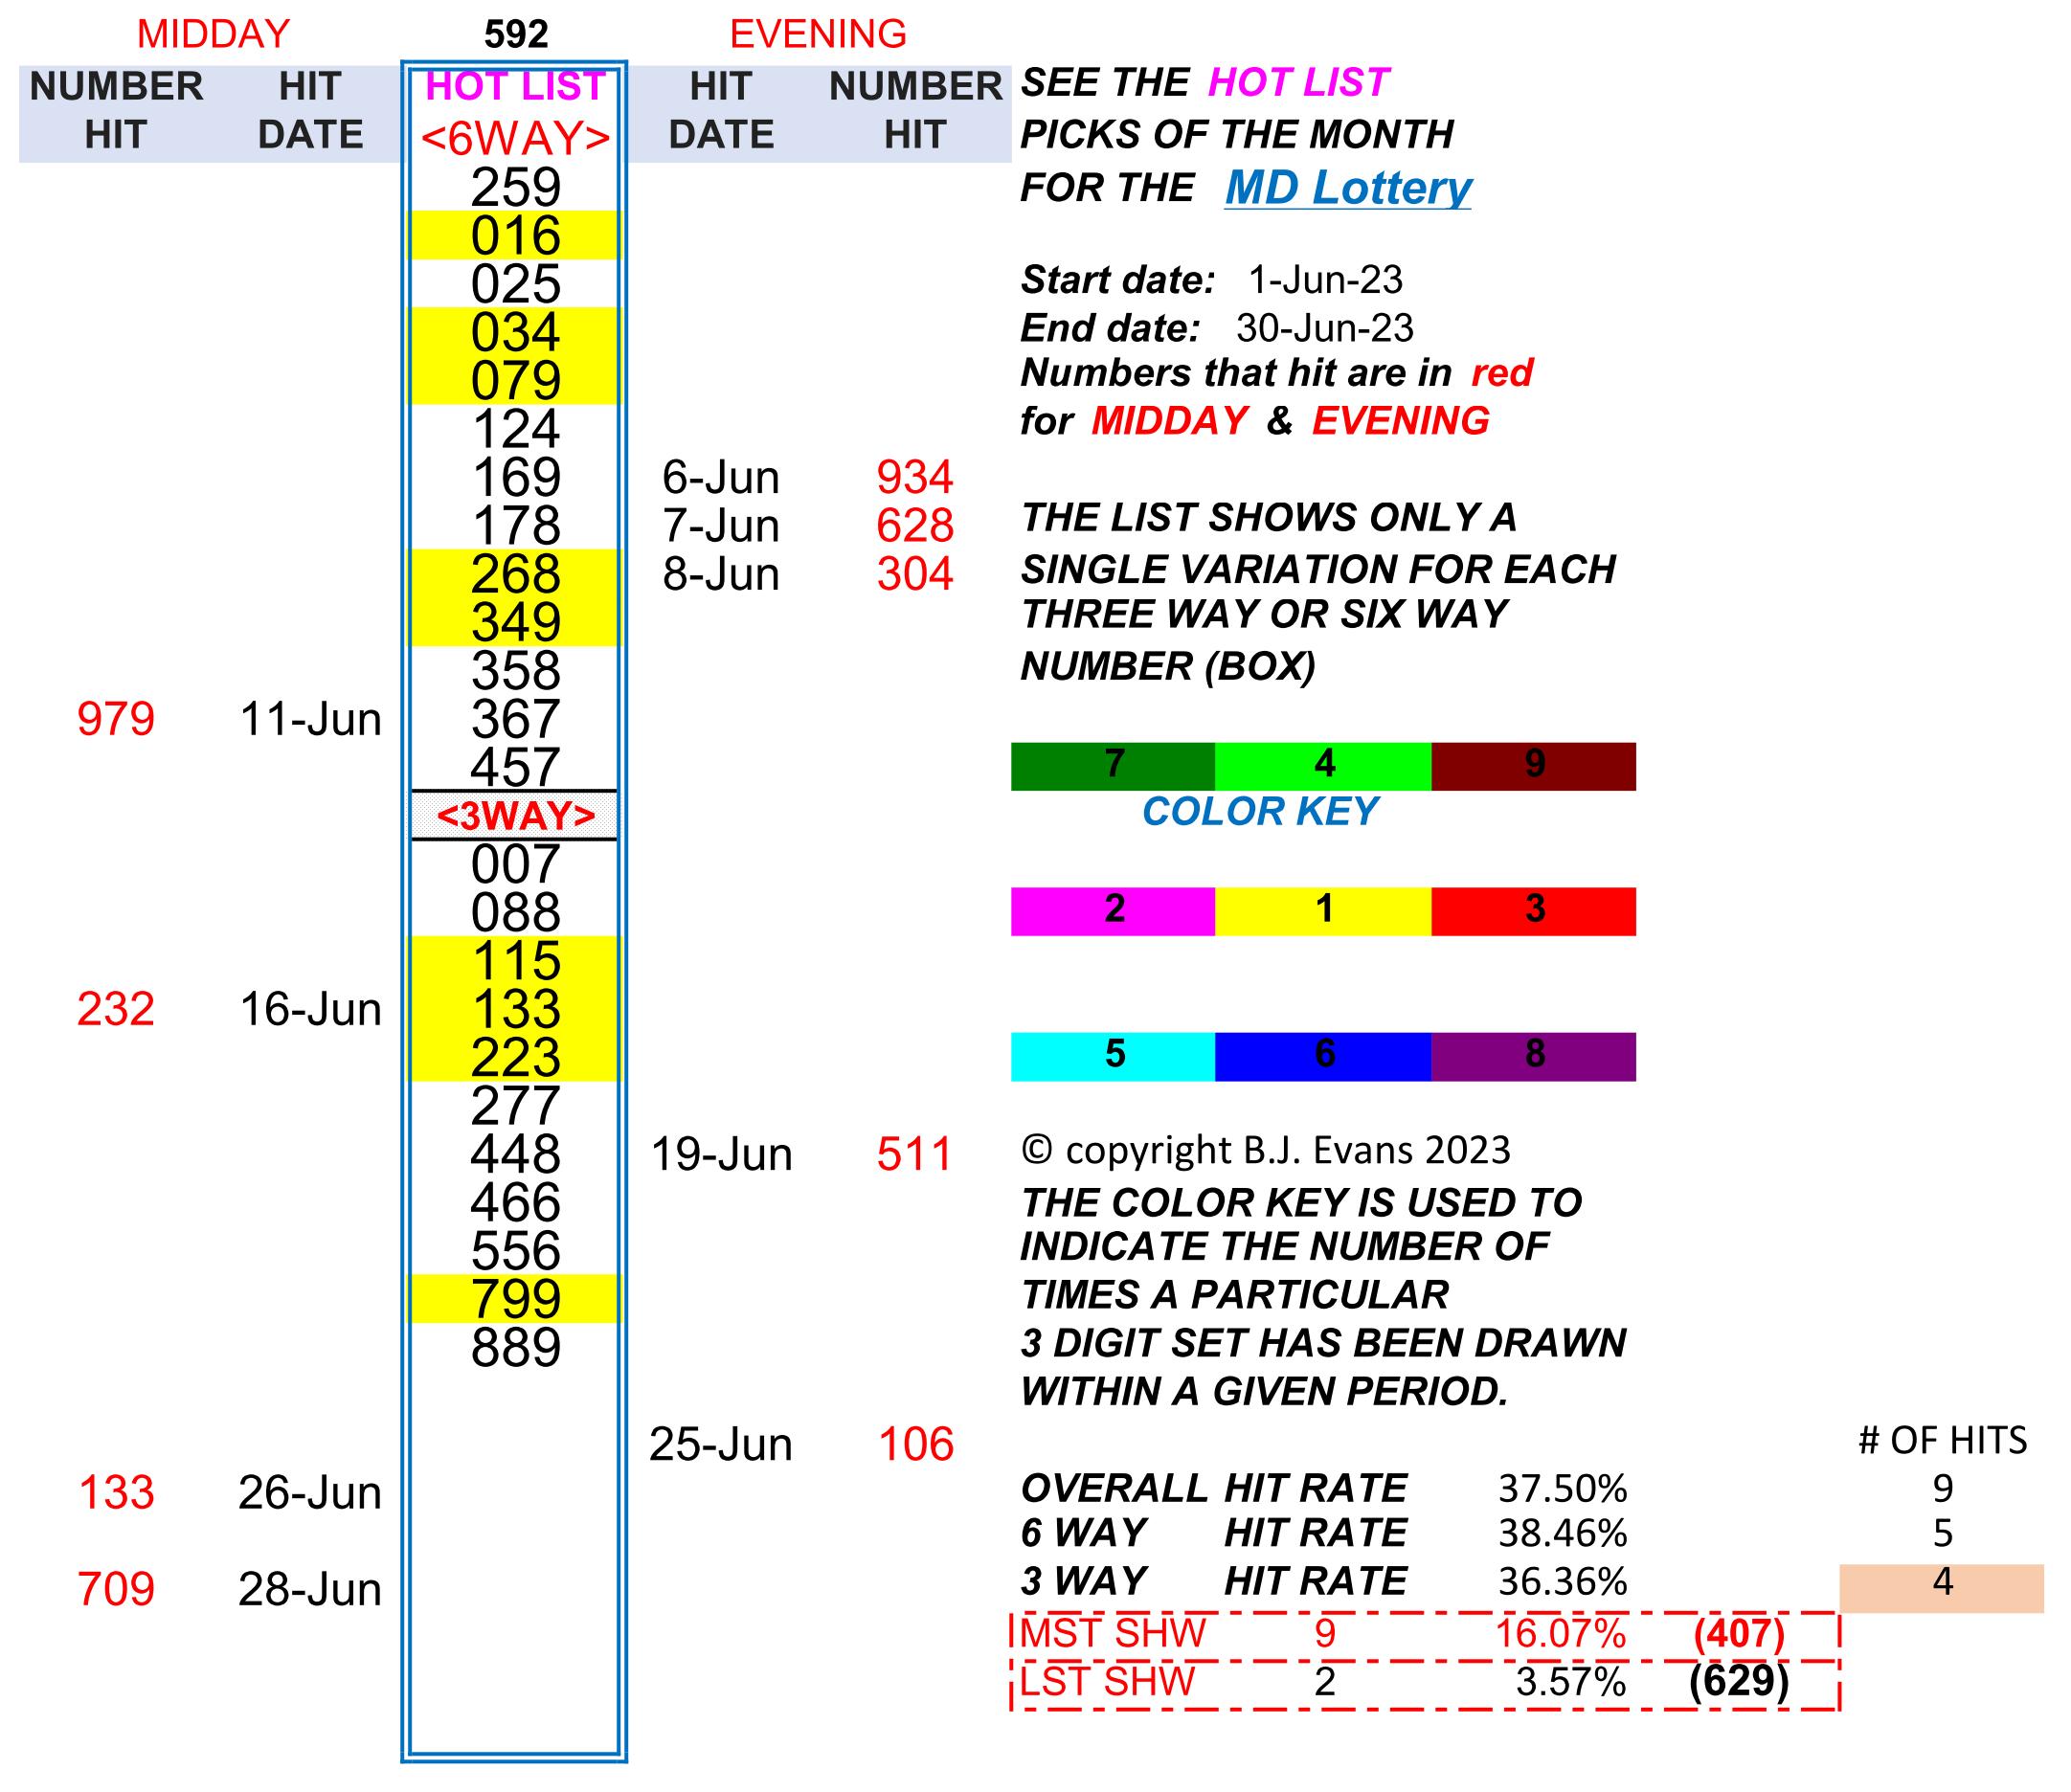 MIDDAY 592 EVENING
NUMBER HIT HOT LIST HIT NUMBER SEE THE HOT LIST
HIT DATE <6WAY> DATE HIT PICKS OF THE MONTH
259 FOR THE MD Lottery
016
025 Start date: 1-Jun-23
034 End date: 30-Jun-23
079 Numbers that hit are in red
124 for MIDDAY & EVENING
169 6-Jun 934
178 7-Jun 628 THE LIST SHOWS ONLY A
268 8-Jun 304 SINGLE VARIATION FOR EACH
349 THREE WAY OR SIX WAY
358 NUMBER (BOX)
979 11-Jun 367
457 7 4 9
<3WAY> COLOR KEY
007
088 2 1 3
115
232 16-Jun 133
223 5 6 8
277
448 19-Jun 511 © copyright B.J. Evans 2023
466 THE COLOR KEY IS USED TO
556 INDICATE THE NUMBER OF
799 TIMES A PARTICULAR
889 3 DIGIT SET HAS BEEN DRAWN
WITHIN A GIVEN PERIOD.
25-Jun 106 # OF HITS
133 26-Jun OVERALL HIT RATE 37.50% 9
6 WAY HIT RATE 38.46% 5
709 28-Jun 3 WAY HIT RATE 36.36% 4
MST SHW 9 16.07% (407)
LST SHW 2 3.57% (629)